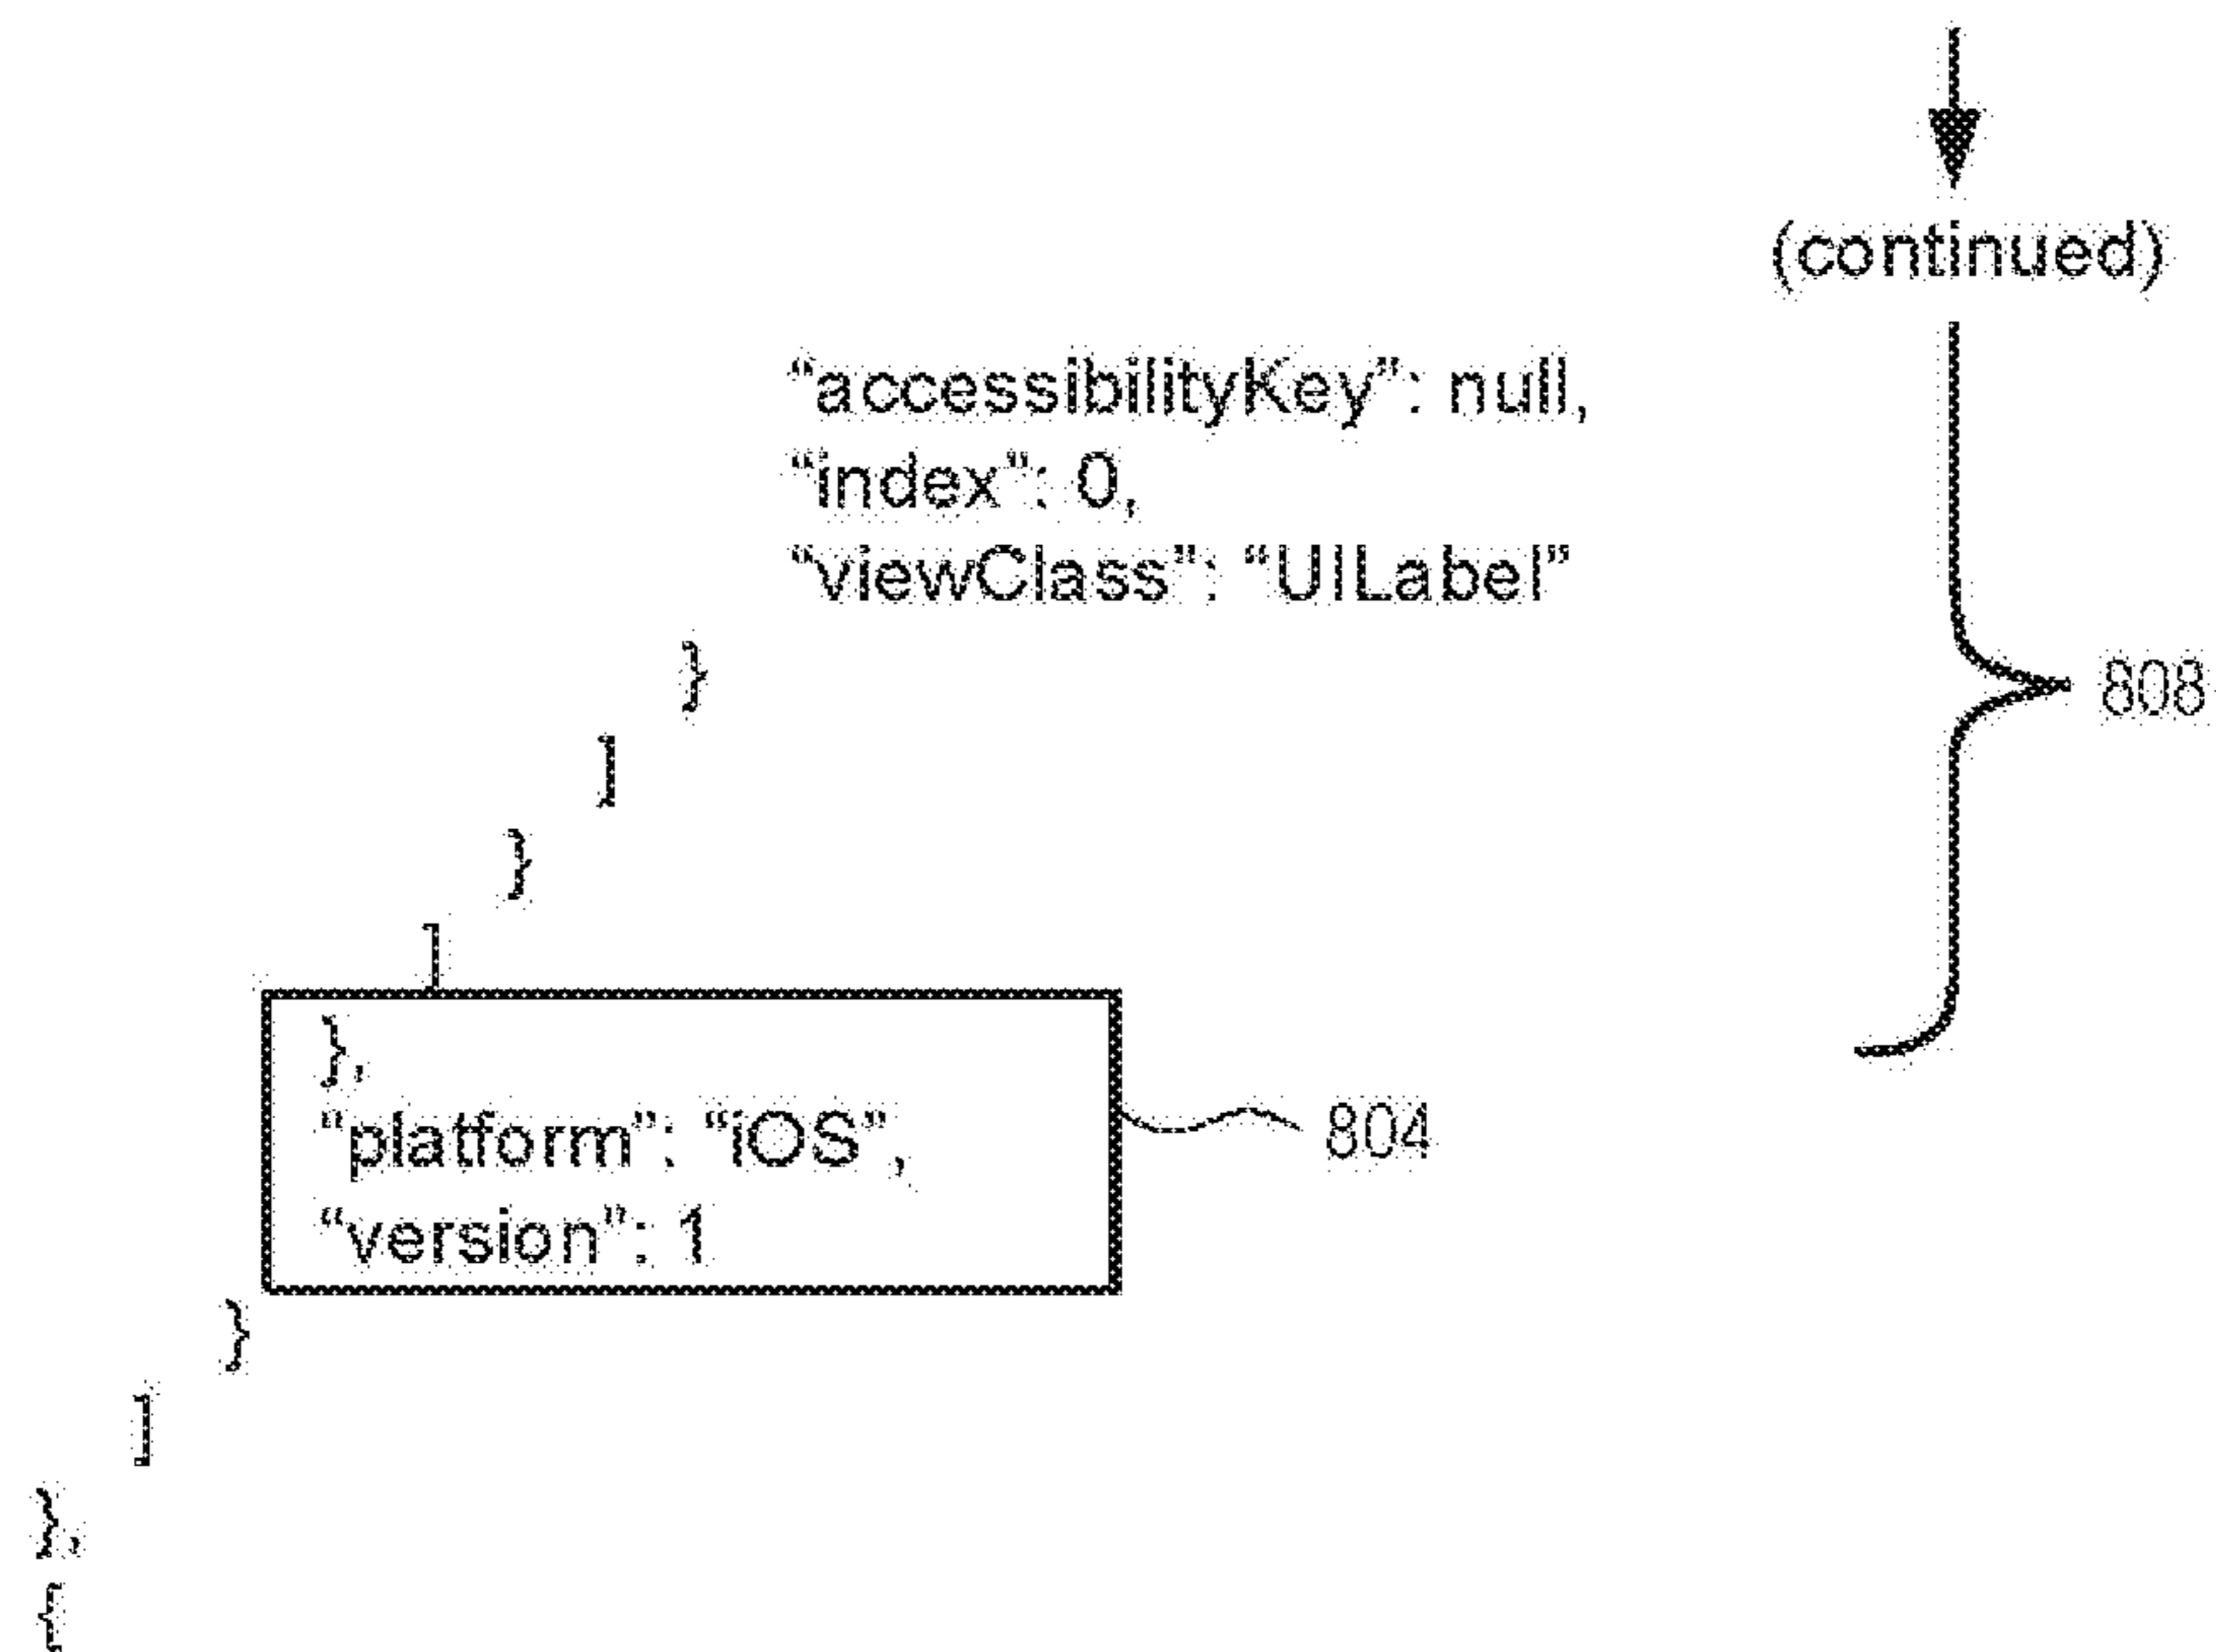 (continued)
“accessibilityKey”: null,
“index”: 0,
“viewClass”: “UILabel”
}
808
]
}
]
},
“platform”: “iOS”,
804
“version”: 1
}
]
},
{